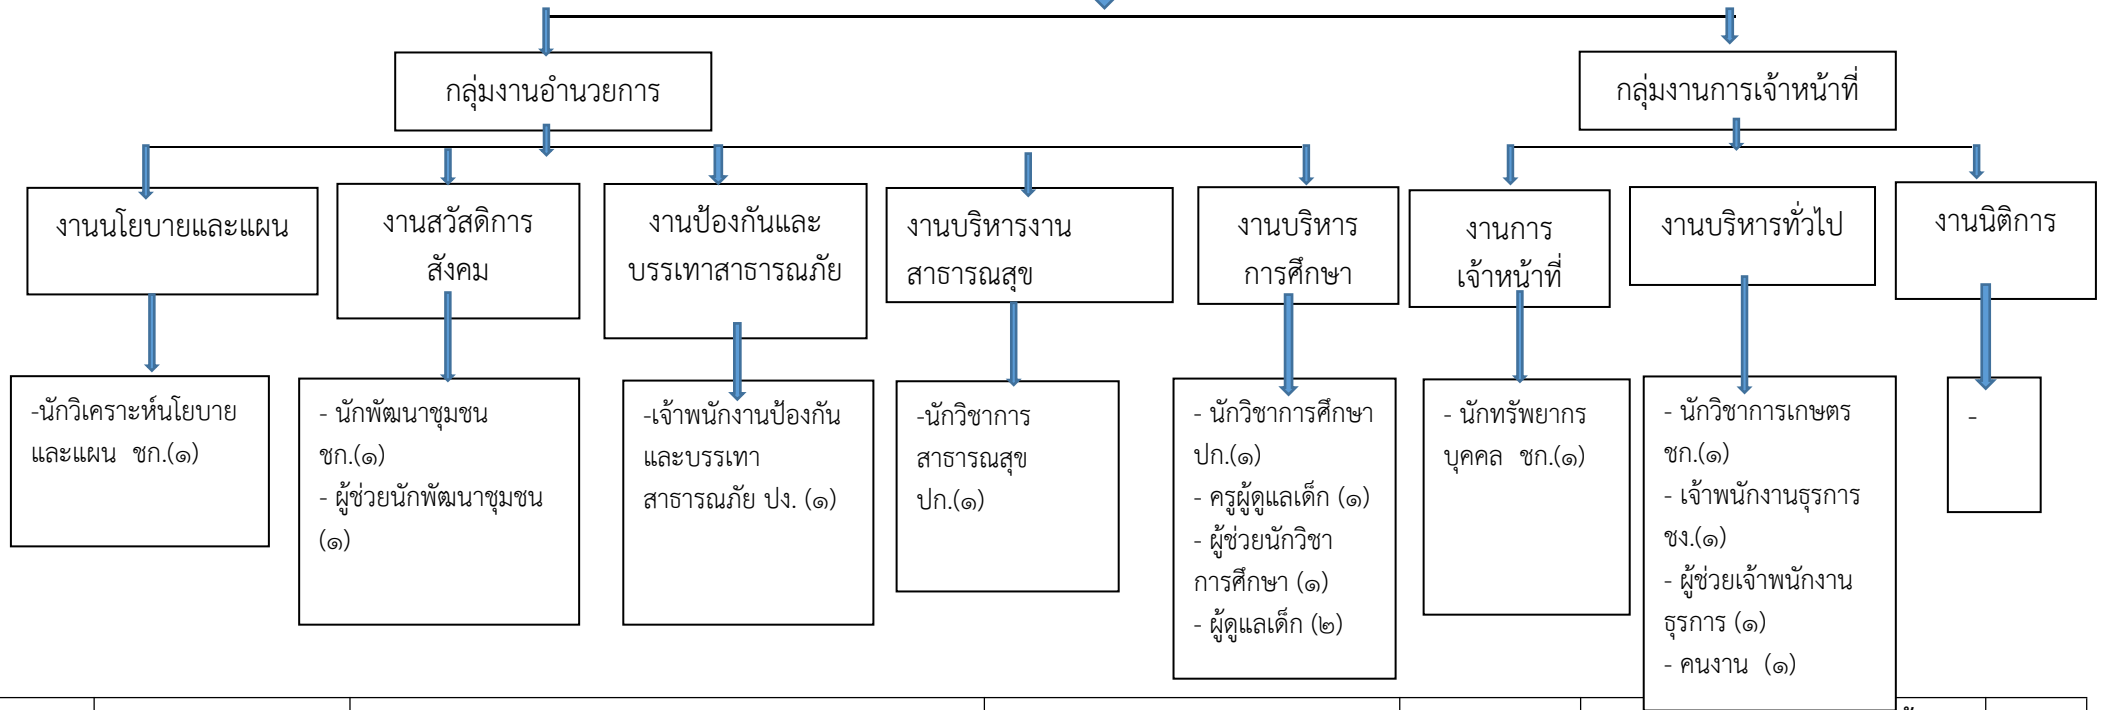 กลุ่มงานอำนวยการ
กลุ่มงานการเจ้าหน้าที่
งานนโยบายและแผน
งานสวัสดิการ
สังคม
งานป้องกันและ
บรรเทาสาธารณภัย
งานบริหารงาน
สาธารณสุข
งานบริหาร
การศึกษา
งานการ
เจ้าหน้าที่
งานบริหารทั่วไป
งานนิติการ
-นักวิเคราะห์นโยบาย
และแผน ชก.(๑)
- นักพัฒนาชุมชน
ชก.(๑)
- ผู้ช่วยนักพัฒนาชุมชน
(๑)
-เจ้าพนักงานป้องกัน
และบรรเทา
สาธารณภัย ปง. (๑)
-นักวิชาการ
สาธารณสุข
ปก.(๑)
- นักวิชาการศึกษา
ปก.(๑)
- ครูผู้ดูแลเด็ก (๑)
- ผู้ช่วยนักวิชา
การศึกษา (๑)
- ผู้ดูแลเด็ก (๒)
- นักทรัพยากร
บุคคล ชก.(๑)
- นักวิชาการเกษตร
ชก.(๑)
- เจ้าพนักงานธุรการ
ชง.(๑)
- ผู้ช่วยเจ้าพนักงาน
ธุรการ (๑)
- คนงาน (๑)
-